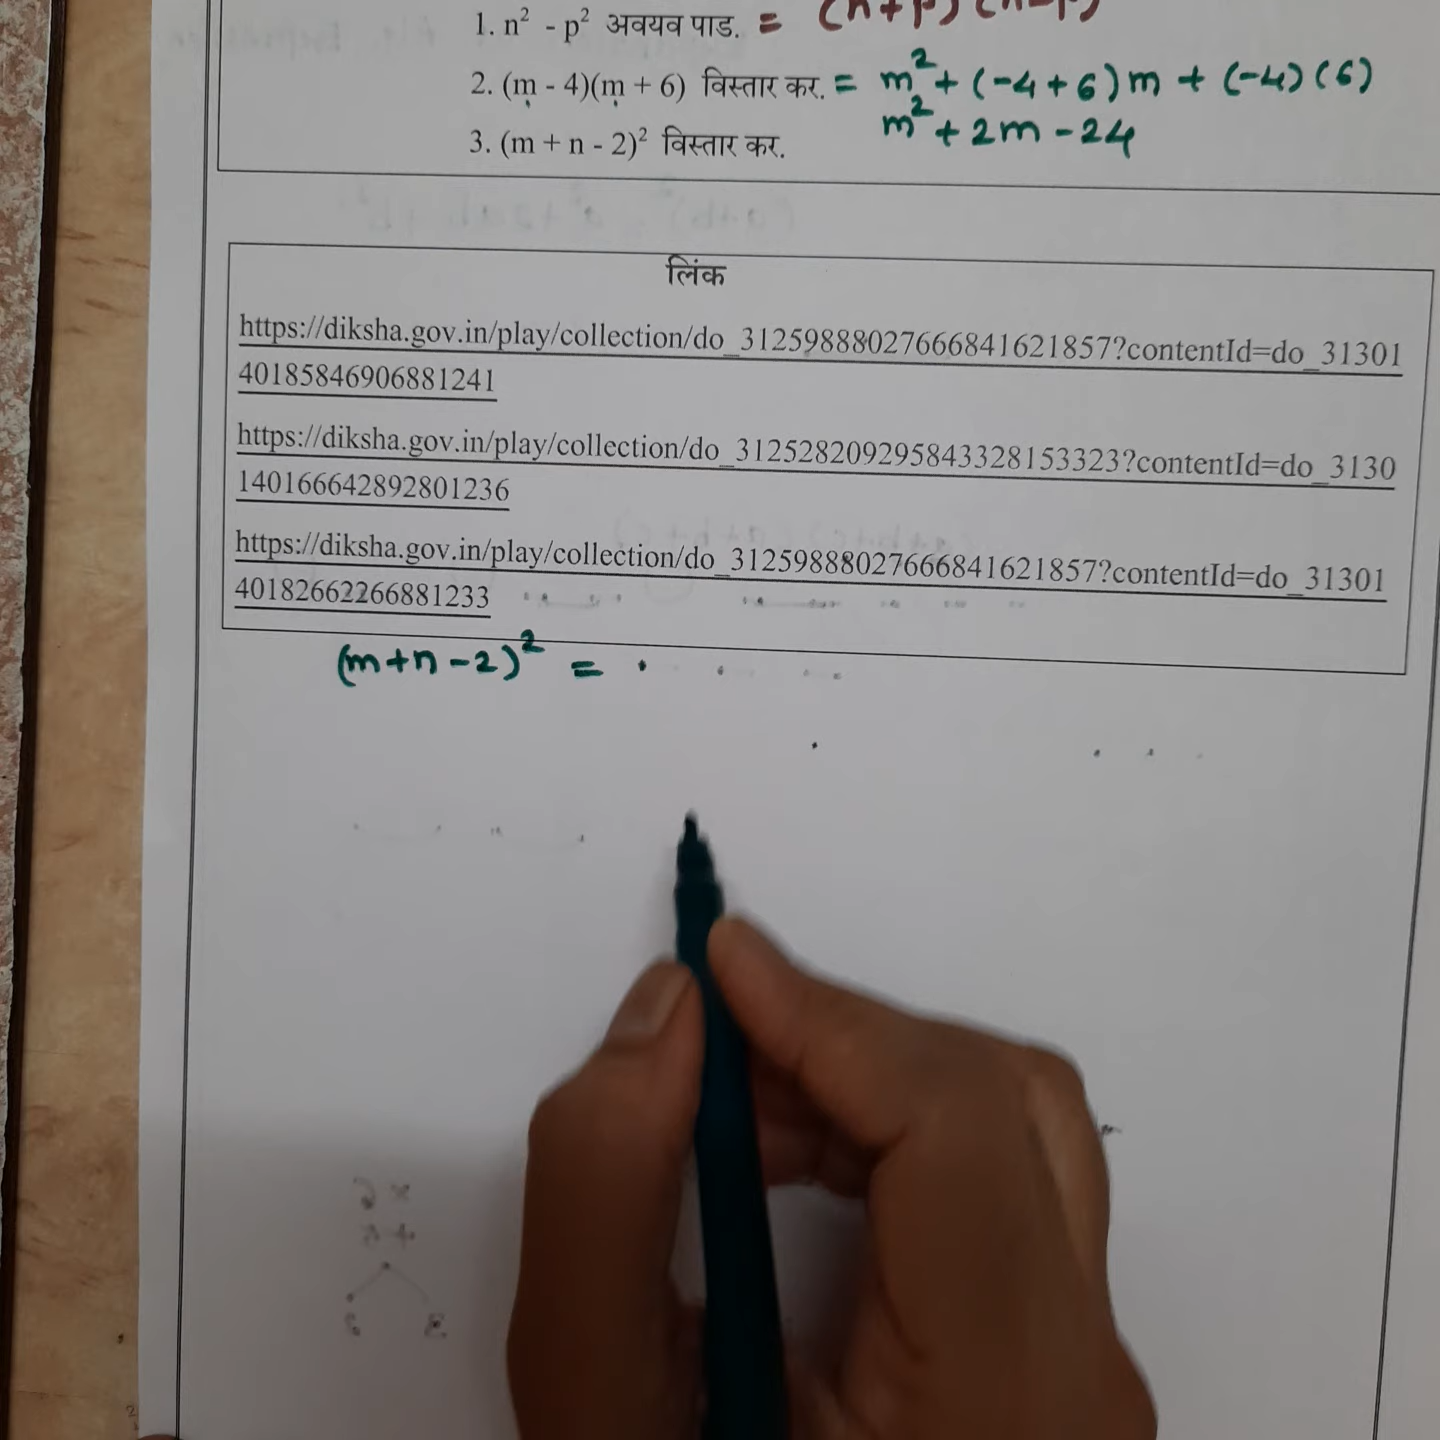 1. n² - p² अवयव पाड. = (n+p) (n-p)
2. (m - 4)(m + 6) विस्तार कर. = m² + (-4+6)m + (-4)(6)
m² + 2m - 24
3. (m + n - 2)² विस्तार कर.
लिंक
https://diksha.gov.in/play/collection/do_31259888027666841621857?contentId=do_31301
40185846906881241
https://diksha.gov.in/play/collection/do_312528209295843328153323?contentId=do_3130
140166642892801236
https://diksha.gov.in/play/collection/do_31259888027666841621857?contentId=do_31301
40182662266881233
(m+n-2)² =